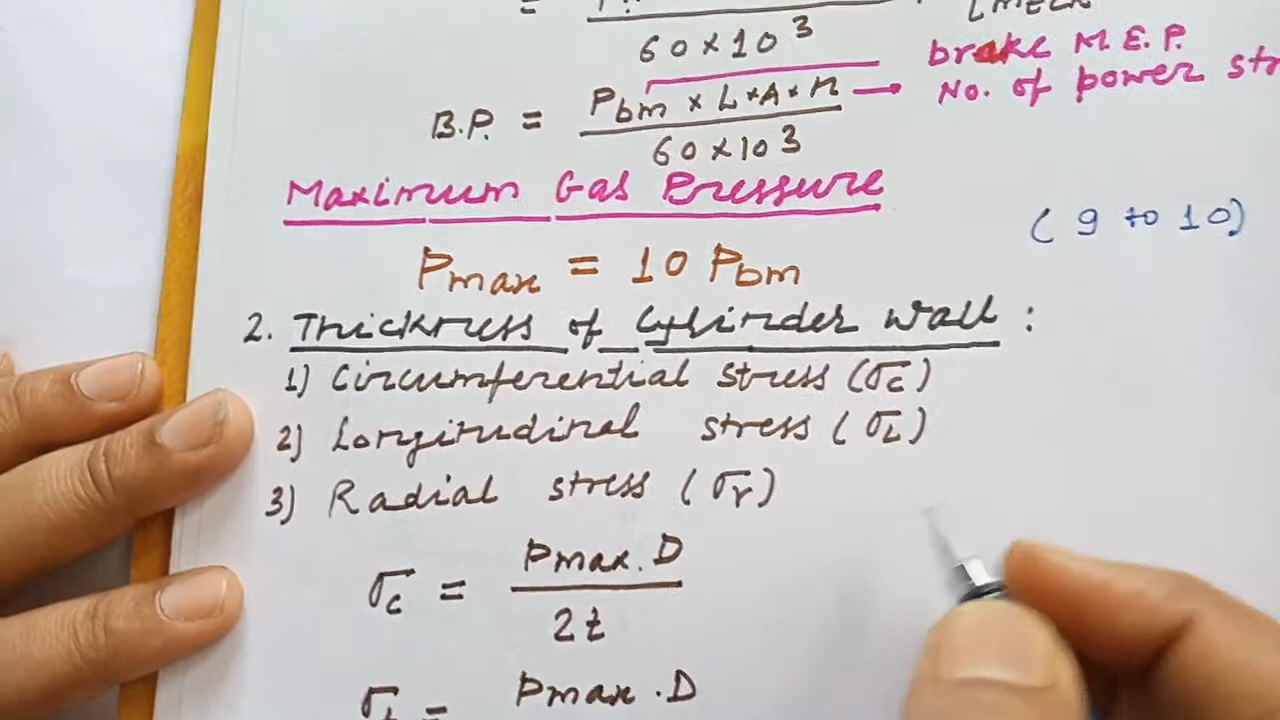 =
60×10³
brake M.E.P.
B.P. = Pbm × L×A×n / 60×10³ → No. of power
Maximum Gas Pressure
(9 to 10)
Pmax = 10 Pbm
2. Thickness of Cylinder wall :
1) Circumferential stress (σc)
2) Longitudinal stress (σL)
3) Radial stress (σr)
σc = Pmax. D / 2t
= Pmax . D